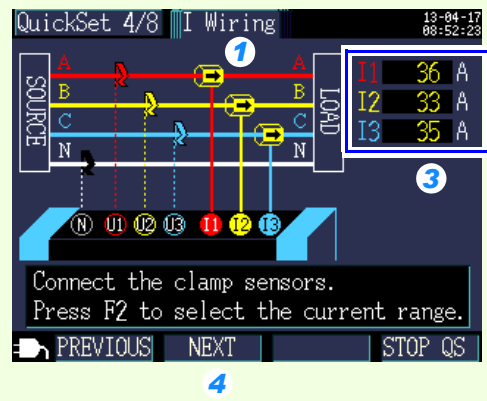 QuickSet 4/8 I Wiring 13-04-17
08:52:23
1
A A I1 36 A
B B I2 33 A
C C I3 35 A
N N
SOURCE
LOAD
3
N U1 U2 U3 I1 I2 I3
Connect the clamp sensors.
Press F2 to select the current range.
PREVIOUS NEXT STOP QS
4